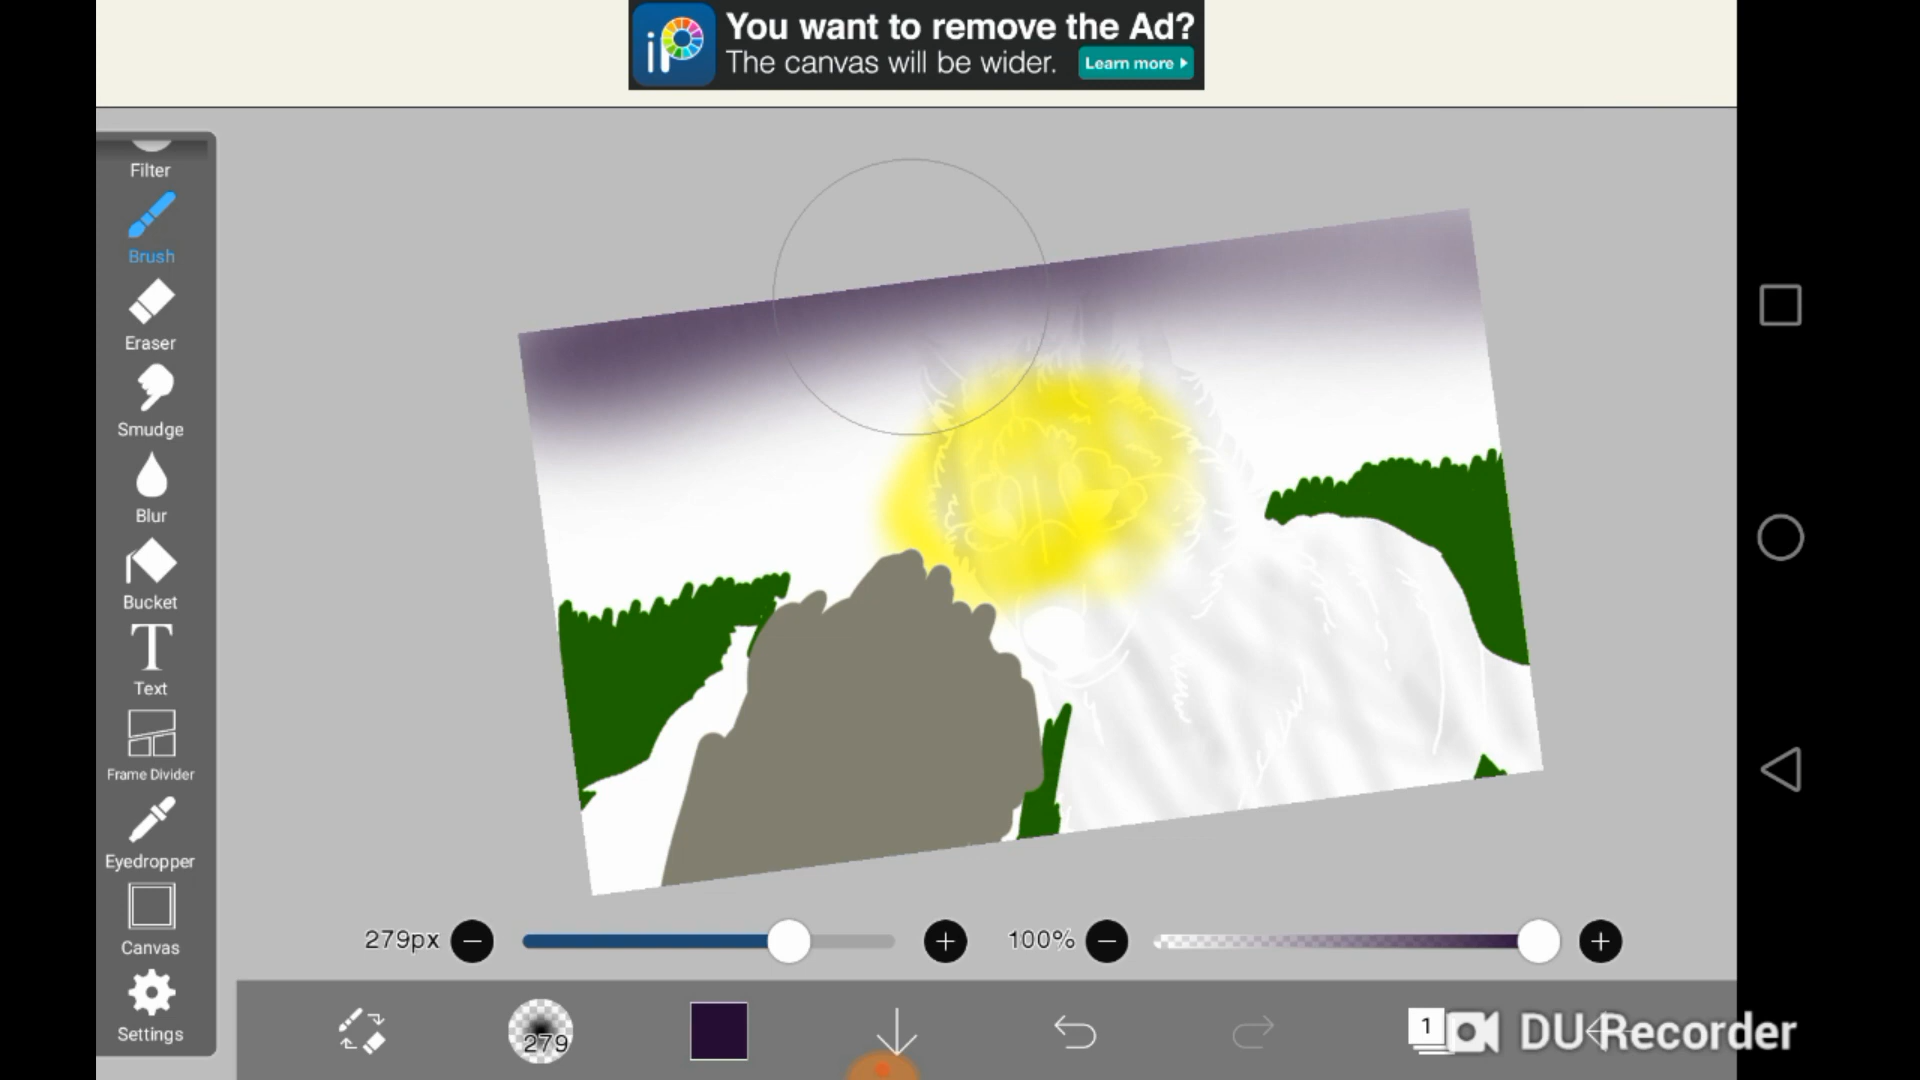 iP
You want to remove the Ad?
The canvas will be wider.
Learn more
Filter
Brush
Eraser
Smudge
Blur
Bucket
Text
Frame Divider
Eyedropper
Canvas
Settings
279px
100%
279
1
DU Recorder